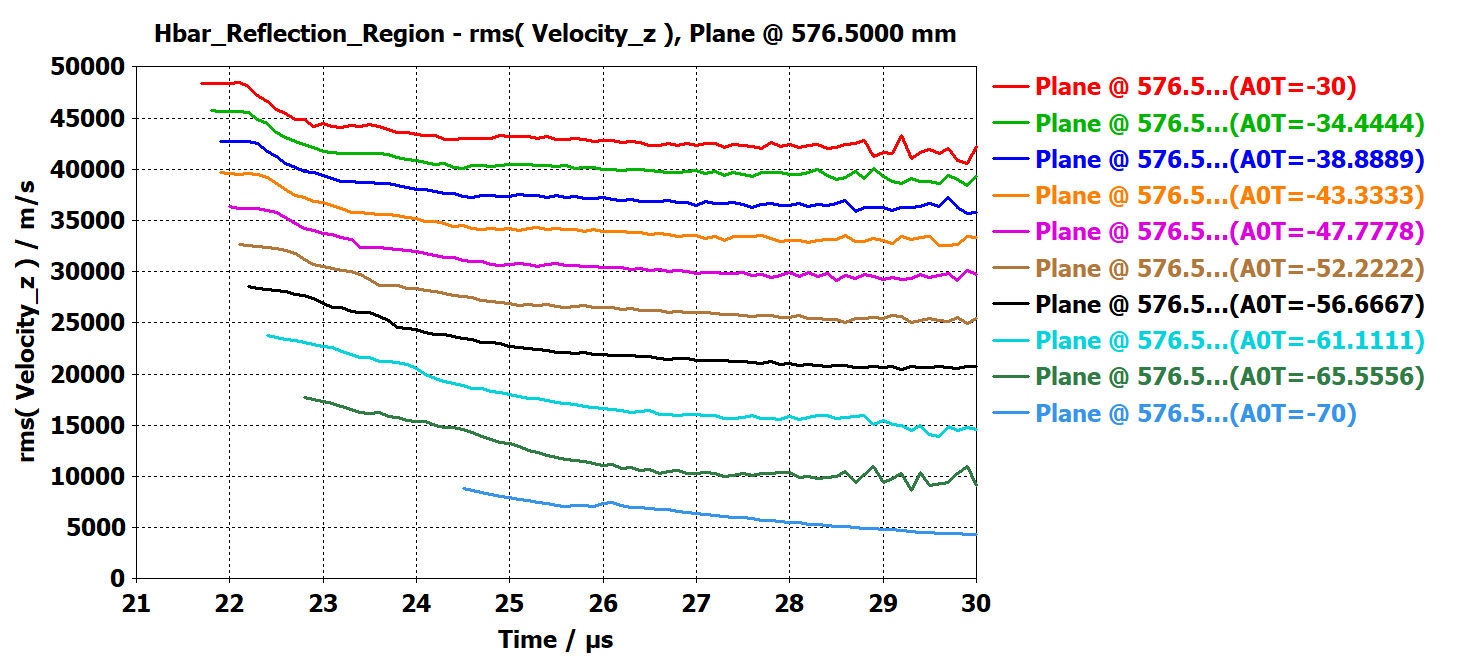 Hbar_Reflection_Region - rms( Velocity_z ), Plane @ 576.5000 mm
50000
45000
40000
35000
30000
25000
20000
15000
10000
5000
0
rms( Velocity_z ) / m/s
21 22 23 24 25 26 27 28 29 30
Time / µs
Plane @ 576.5...(A0T=-30)
Plane @ 576.5...(A0T=-34.4444)
Plane @ 576.5...(A0T=-38.8889)
Plane @ 576.5...(A0T=-43.3333)
Plane @ 576.5...(A0T=-47.7778)
Plane @ 576.5...(A0T=-52.2222)
Plane @ 576.5...(A0T=-56.6667)
Plane @ 576.5...(A0T=-61.1111)
Plane @ 576.5...(A0T=-65.5556)
Plane @ 576.5...(A0T=-70)